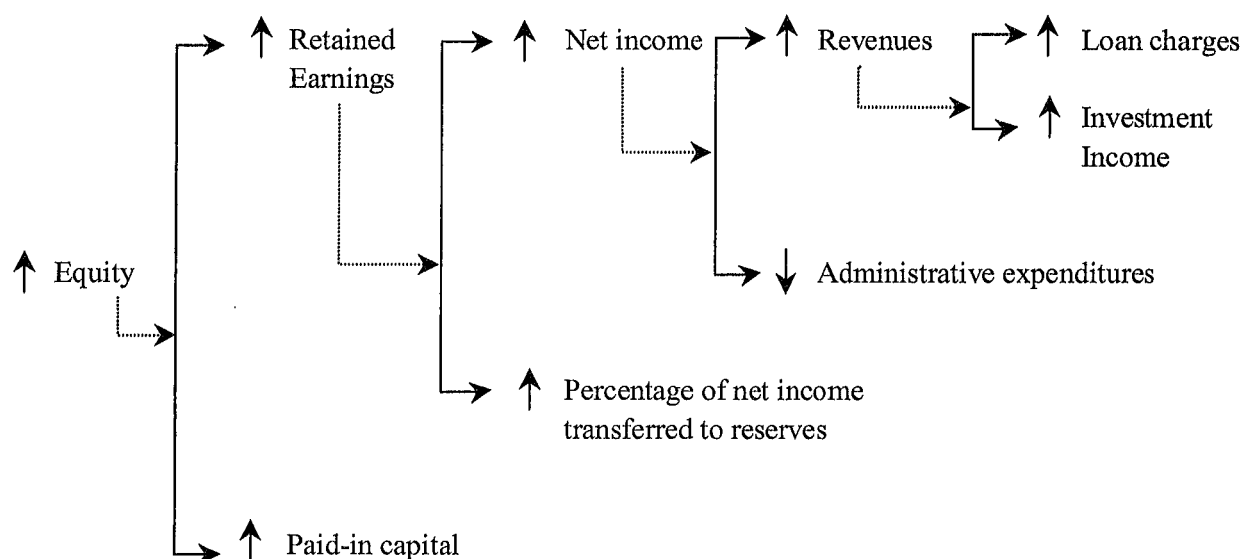 Retained
Earnings
Net income
Revenues
Loan charges
Investment
Income
Equity
Administrative expenditures
Percentage of net income
transferred to reserves
Paid-in capital